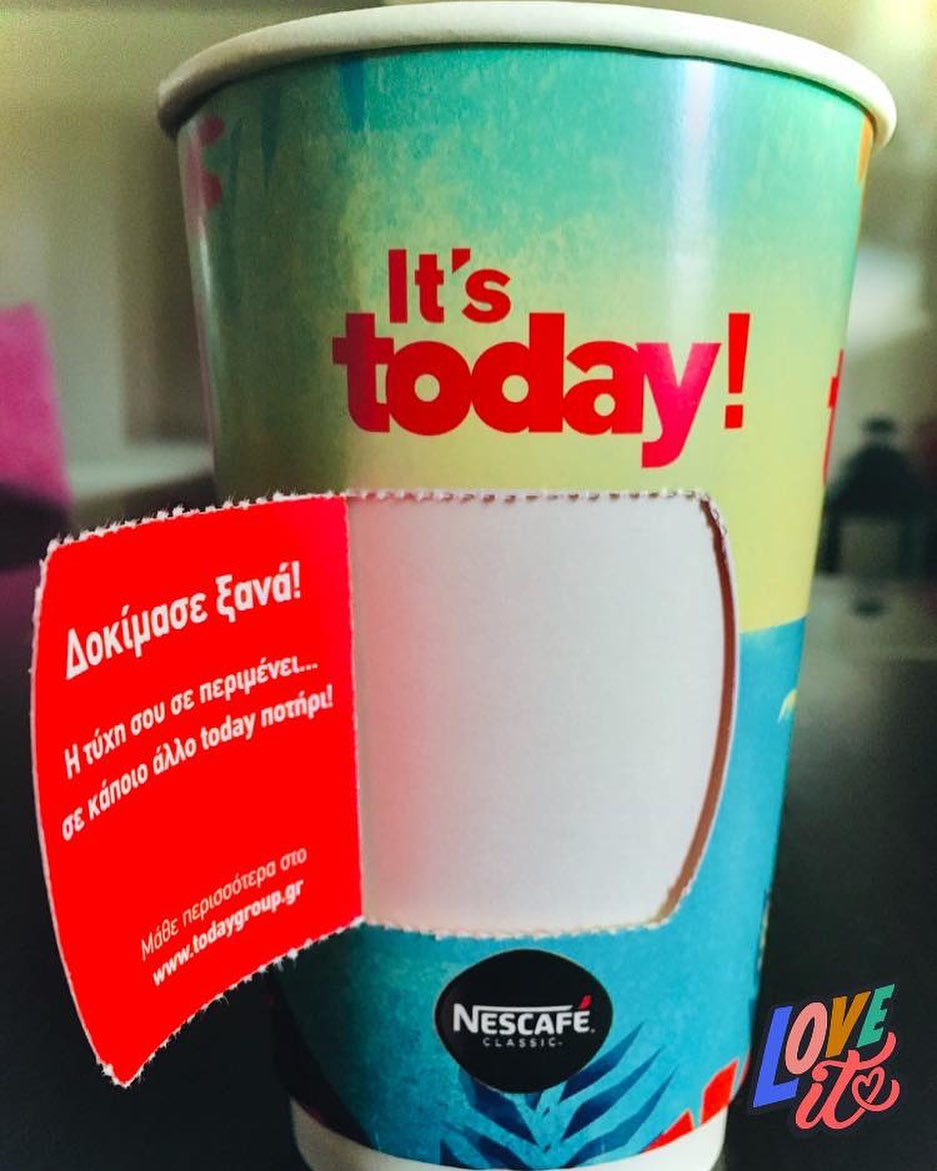 It's
today!
Δοκίμασε ξανά!
Η τύχη σου σε περιμένει...
σε κάποιο άλλο today ποτήρι!
Μάθε περισσότερα στο
www.todaygroup.gr
NESCAFÉ.
CLASSIC.
LOVE
it